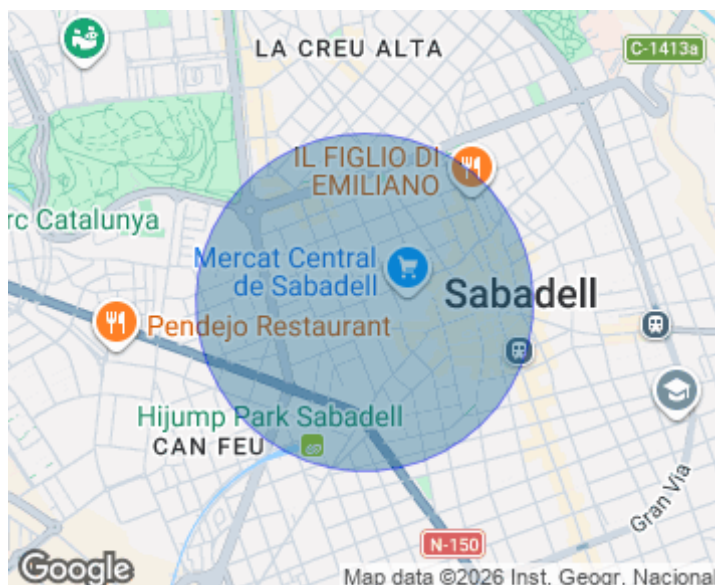 LA CREU ALTA
C-1413a
IL FIGLIO DI
EMILIANO
rc Catalunya
Mercat Central
de Sabadell
Sabadell
Pendejo Restaurant
Hijump Park Sabadell
CAN FEU
Gran Via
N-150
Google
Map data ©2026 Inst. Geogr. Nacional